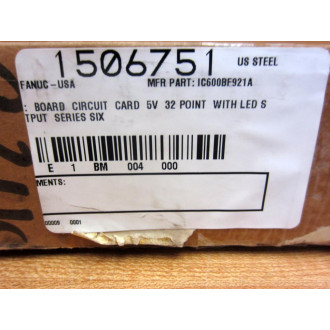 1506751 US STEEL
FANUC-USA MFR PART: IC600BF921A
: BOARD CIRCUIT CARD 5V 32 POINT WITH LED S
TPUT SERIES SIX
E 1 BM 004 000
MENTS:
00009 0001